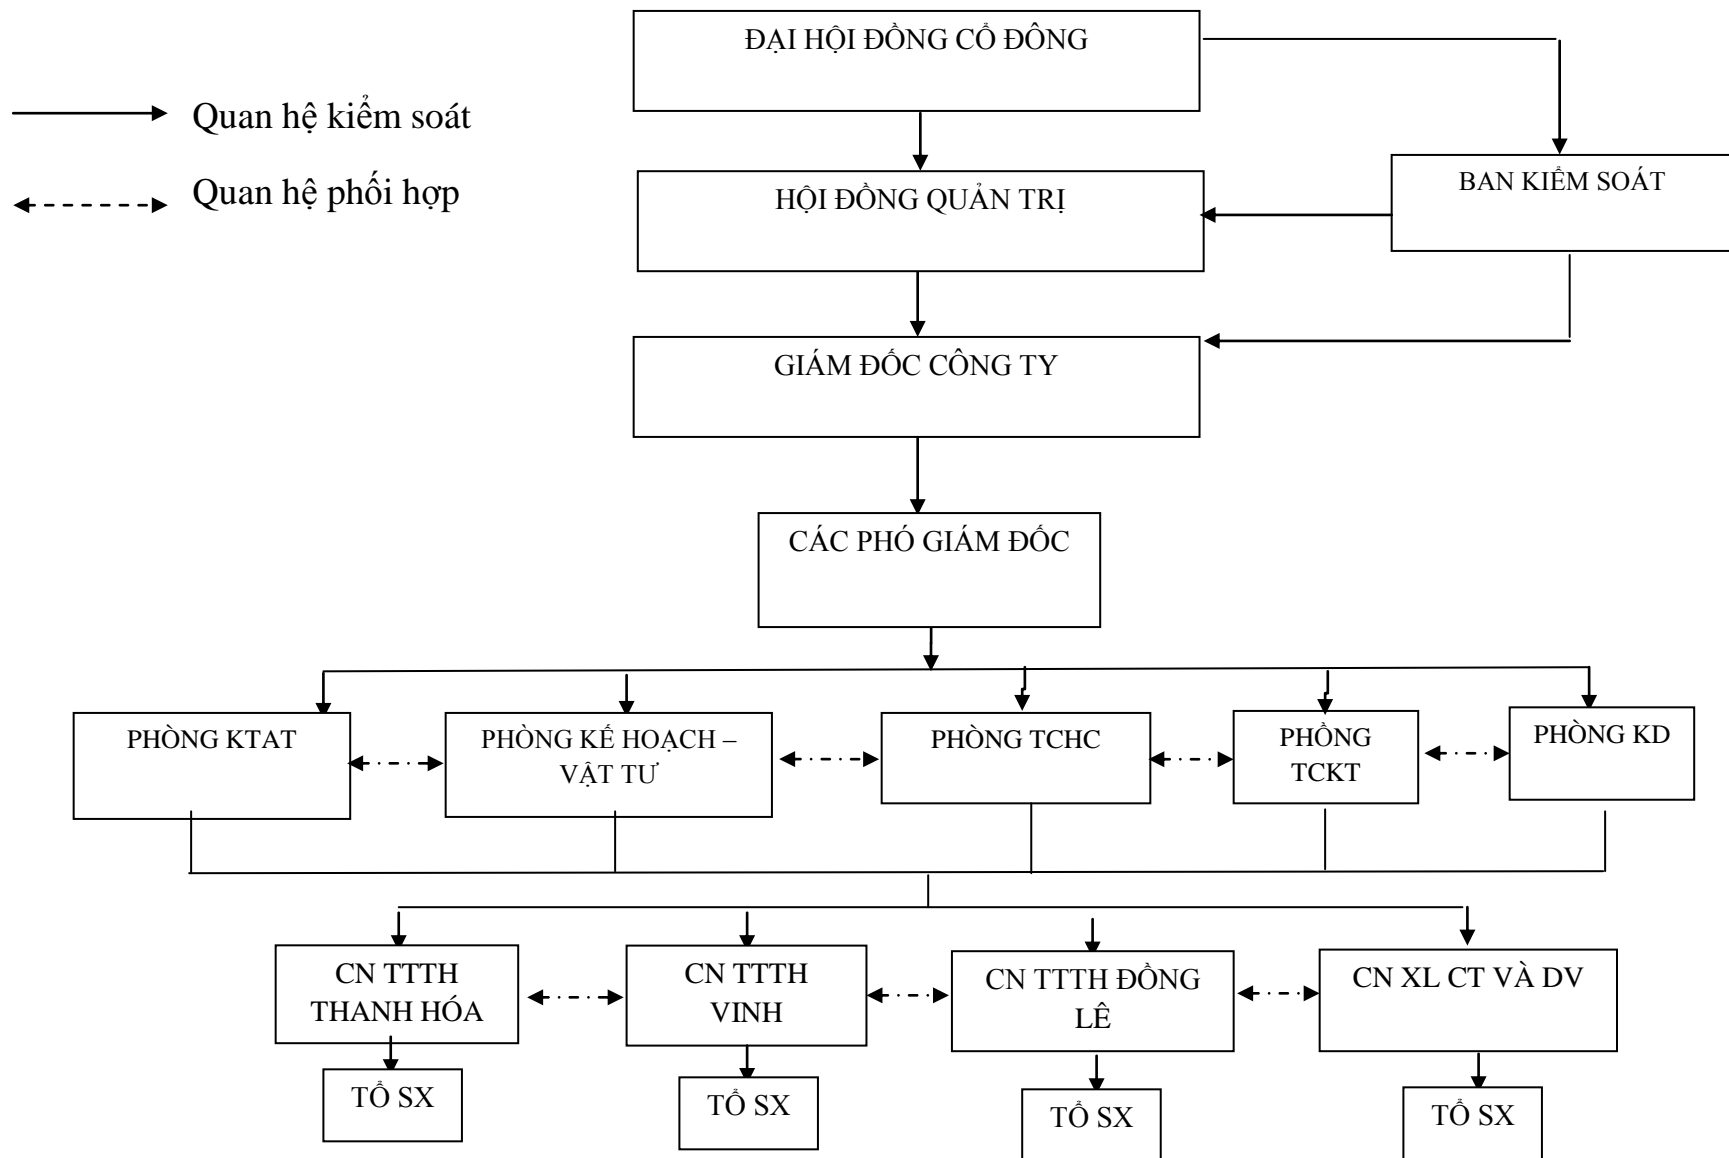 ĐẠI HỘI ĐỒNG CỔ ĐÔNG
Quan hệ kiểm soát
Quan hệ phối hợp
BAN KIỂM SOÁT
HỘI ĐỒNG QUẢN TRỊ
GIÁM ĐỐC CÔNG TY
CÁC PHÓ GIÁM ĐỐC
PHÒNG KTAT
PHÒNG KẾ HOẠCH –
VẬT TƯ
PHÒNG TCHC
PHỒNG
TCKT
PHÒNG KD
CN TTTH
THANH HÓA
CN TTTH
VINH
CN TTTH ĐỒNG
LÊ
CN XL CT VÀ DV
TỔ SX
TỔ SX
TỔ SX
TỔ SX